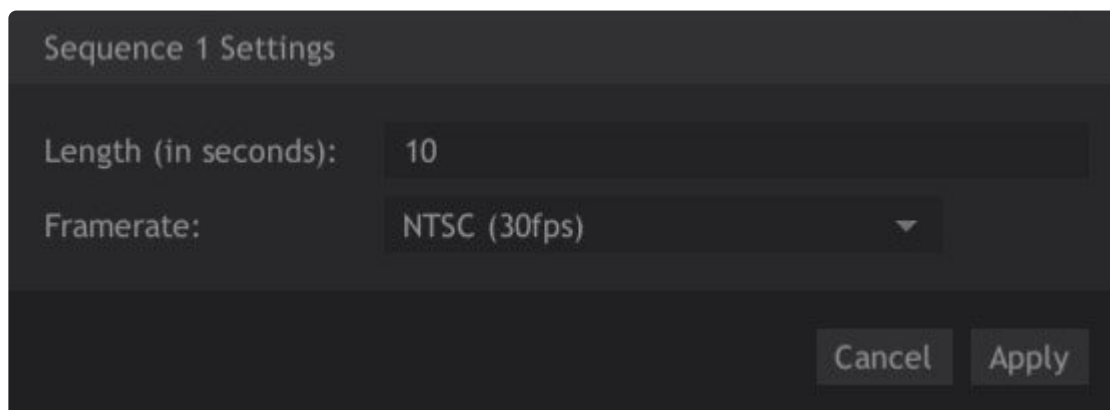 Sequence 1 Settings
Length (in seconds): 10
Framerate: NTSC (30fps)
Cancel Apply